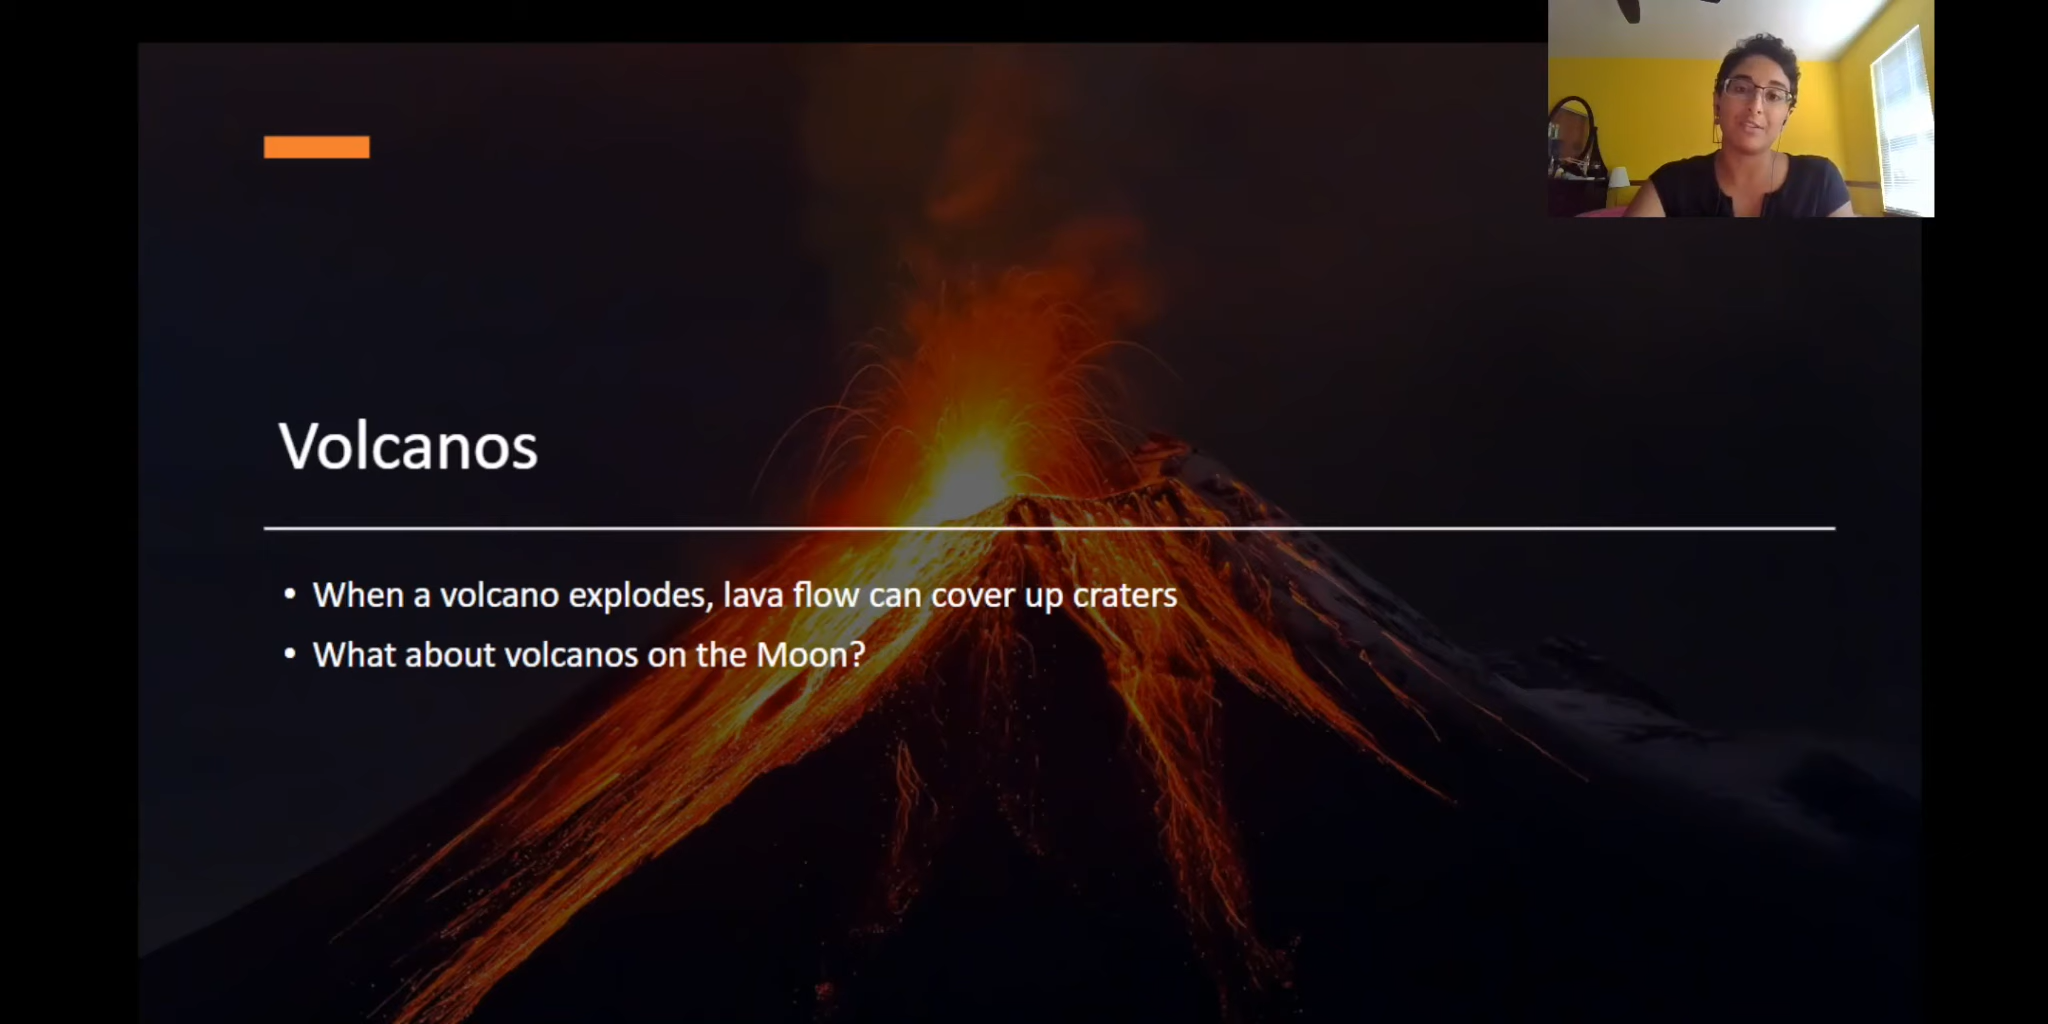 Volcanos
• When a volcano explodes, lava flow can cover up craters
• What about volcanos on the Moon?